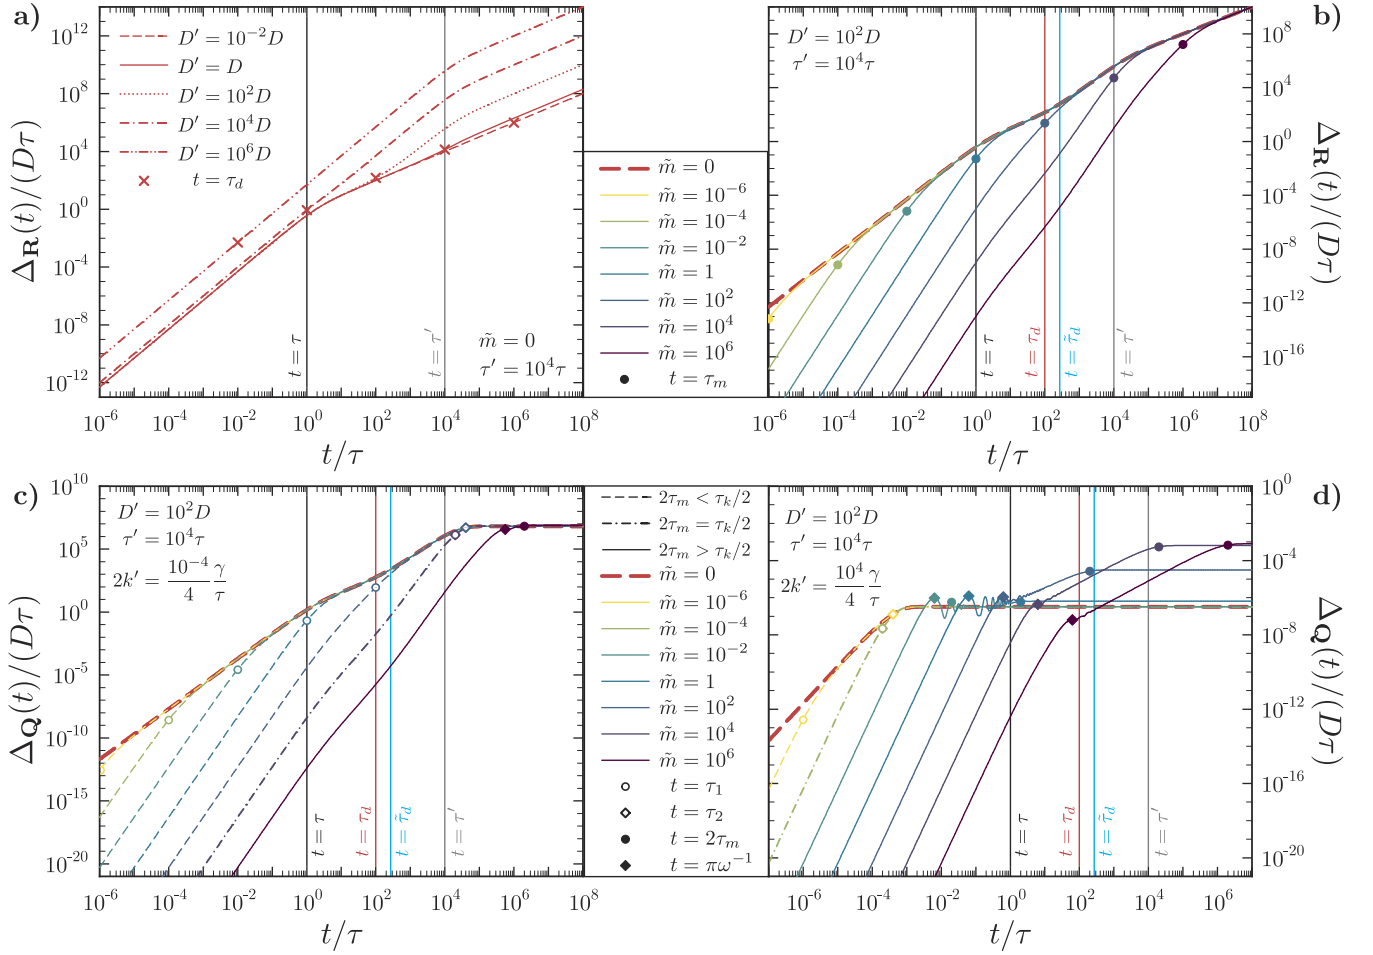 a)
10^12
10^8
10^4
10^0
10^−4
10^−8
10^−12
Δ_R(t)/(Dτ)
D′ = 10^−2 D
D′ = D
D′ = 10^2 D
D′ = 10^4 D
D′ = 10^6 D
t = τ_d
t = τ
t = τ′
m̃ = 0
τ′ = 10^4 τ
10^−6 10^−4 10^−2 10^0 10^2 10^4 10^6 10^8
t/τ
m̃ = 0
m̃ = 10^−6
m̃ = 10^−4
m̃ = 10^−2
m̃ = 1
m̃ = 10^2
m̃ = 10^4
m̃ = 10^6
t = τ_m
b)
D′ = 10^2 D
τ′ = 10^4 τ
t = τ
t = τ_d
t = τ̃_d
t = τ′
10^8
10^4
10^0
10^−4
10^−8
10^−12
10^−16
Δ_R(t)/(Dτ)
10^−6 10^−4 10^−2 10^0 10^2 10^4 10^6 10^8
t/τ
c)
10^10
10^5
10^0
10^−5
10^−10
10^−15
10^−20
Δ_Q(t)/(Dτ)
D′ = 10^2 D
τ′ = 10^4 τ
2k′ = 10^−4/4 γ/τ
t = τ
t = τ_d
t = τ̃_d
t = τ′
10^−6 10^−4 10^−2 10^0 10^2 10^4 10^6 10^8
t/τ
2τ_m < τ_k/2
2τ_m = τ_k/2
2τ_m > τ_k/2
m̃ = 0
m̃ = 10^−6
m̃ = 10^−4
m̃ = 10^−2
m̃ = 1
m̃ = 10^2
m̃ = 10^4
m̃ = 10^6
t = τ_1
t = τ_2
t = 2τ_m
t = πω^−1
d)
D′ = 10^2 D
τ′ = 10^4 τ
2k′ = 10^4/4 γ/τ
t = τ
t = τ_d
t = τ̃_d
t = τ′
10^0
10^−4
10^−8
10^−12
10^−16
10^−20
Δ_Q(t)/(Dτ)
10^−6 10^−4 10^−2 10^0 10^2 10^4 10^6
t/τ